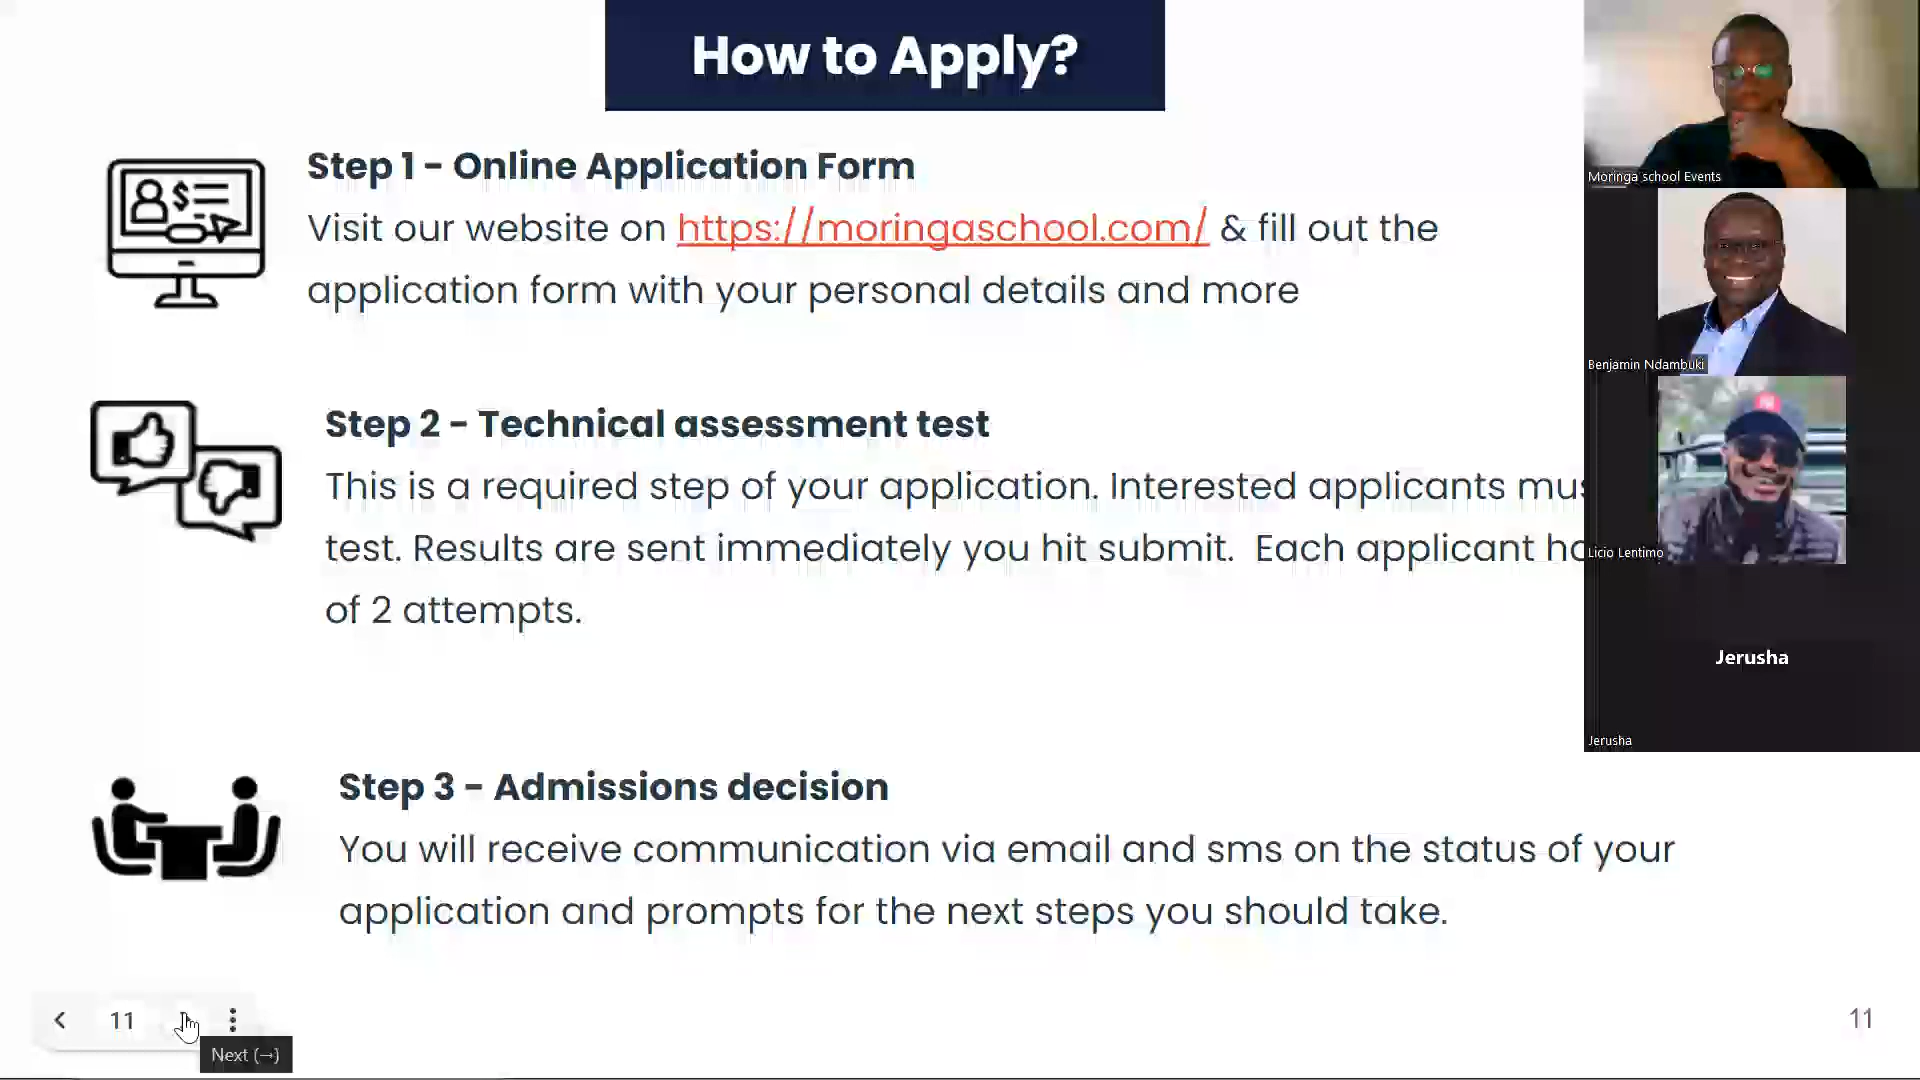 How to Apply?
Step 1 - Online Application Form
Visit our website on https://moringaschool.com/ & fill out the
application form with your personal details and more
Step 2 - Technical assessment test
This is a required step of your application. Interested applicants
test. Results are sent immediately you hit submit. Each applicant
of 2 attempts.
Step 3 - Admissions decision
You will receive communication via email and sms on the status of your
application and prompts for the next steps you should take.
Moringa school Events
Benjamin Ndambuki
Licio Lentimo
Jerusha
Jerusha
11
Next (→)
11